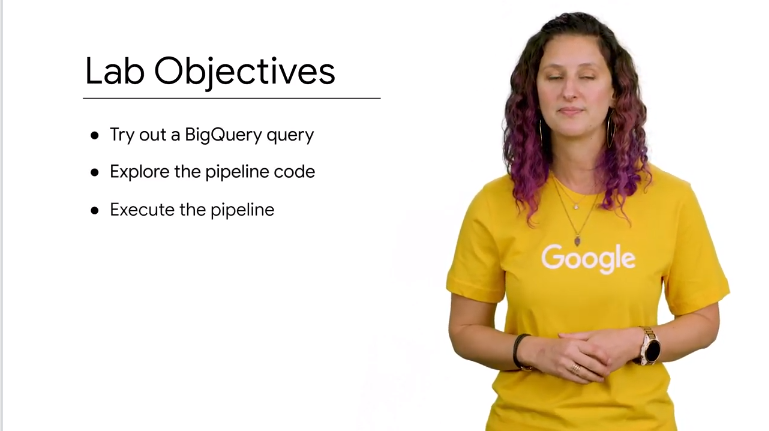 Lab Objectives
● Try out a BigQuery query
● Explore the pipeline code
● Execute the pipeline
Google